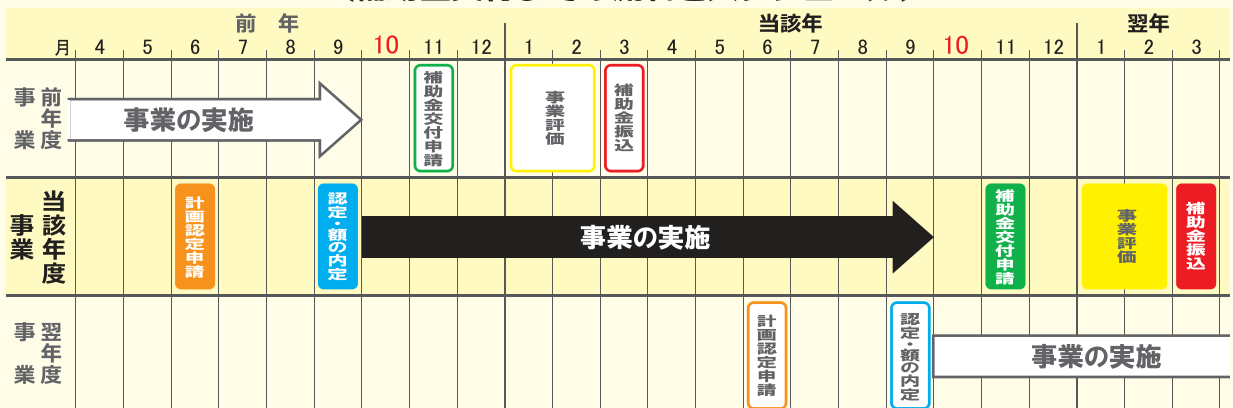 前 年 当該年 翌年
月 4 5 6 7 8 9 10 11 12 1 2 3 4 5 6 7 8 9 10 11 12 1 2 3
前年度
事業
事業の実施
補助金交付申請
事業評価
補助金振込
当該年度
事業
計画認定申請
認定・額の内定
事業の実施
補助金交付申請
事業評価
補助金振込
翌年度
事業
計画認定申請
認定・額の内定
事業の実施